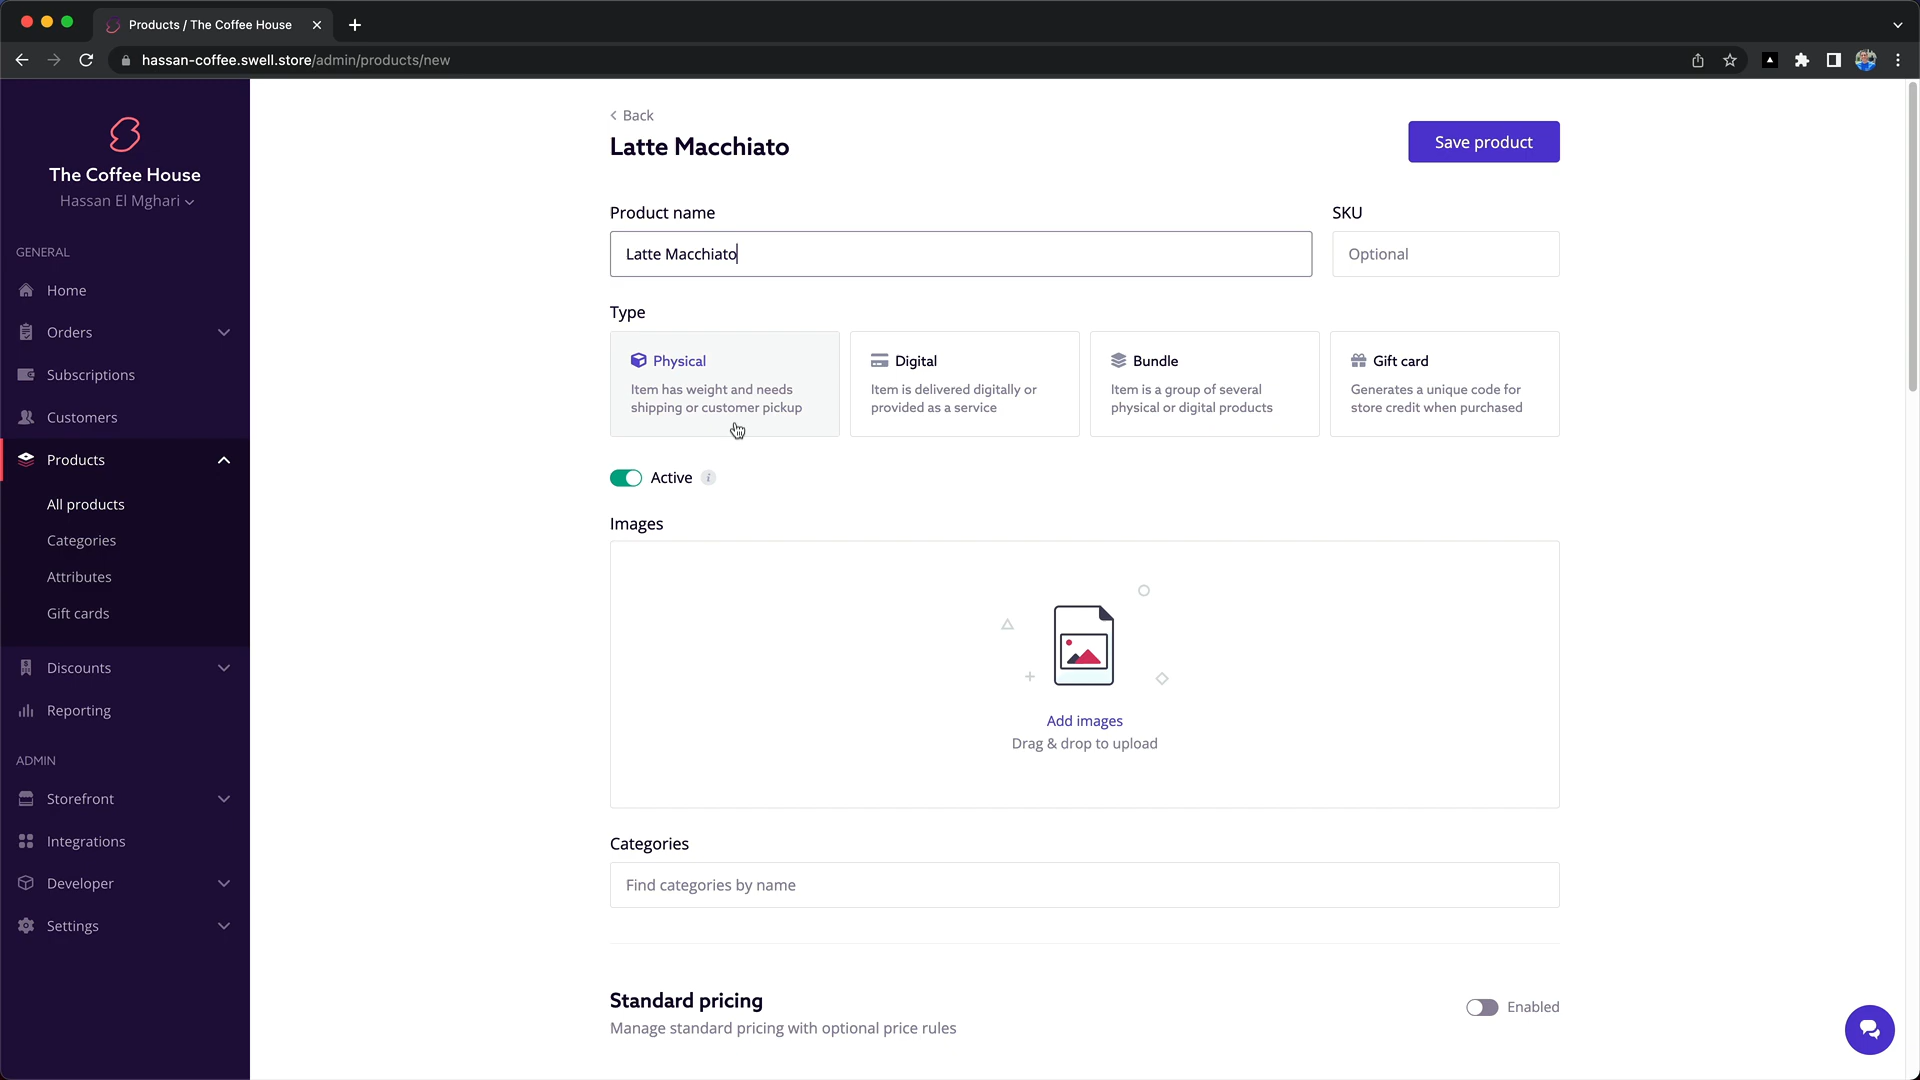 Products / The Coffee House
hassan-coffee.swell.store/admin/products/new
The Coffee House
Hassan El Mghari
GENERAL
Home
Orders
Subscriptions
Customers
Products
All products
Categories
Attributes
Gift cards
Discounts
Reporting
ADMIN
Storefront
Integrations
Developer
Settings
Back
Latte Macchiato
Save product
Product name
SKU
Latte Macchiato
Optional
Type
Physical
Item has weight and needs
shipping or customer pickup
Digital
Item is delivered digitally or
provided as a service
Bundle
Item is a group of several
physical or digital products
Gift card
Generates a unique code for
store credit when purchased
Active
Images
Add images
Drag & drop to upload
Categories
Find categories by name
Standard pricing
Enabled
Manage standard pricing with optional price rules